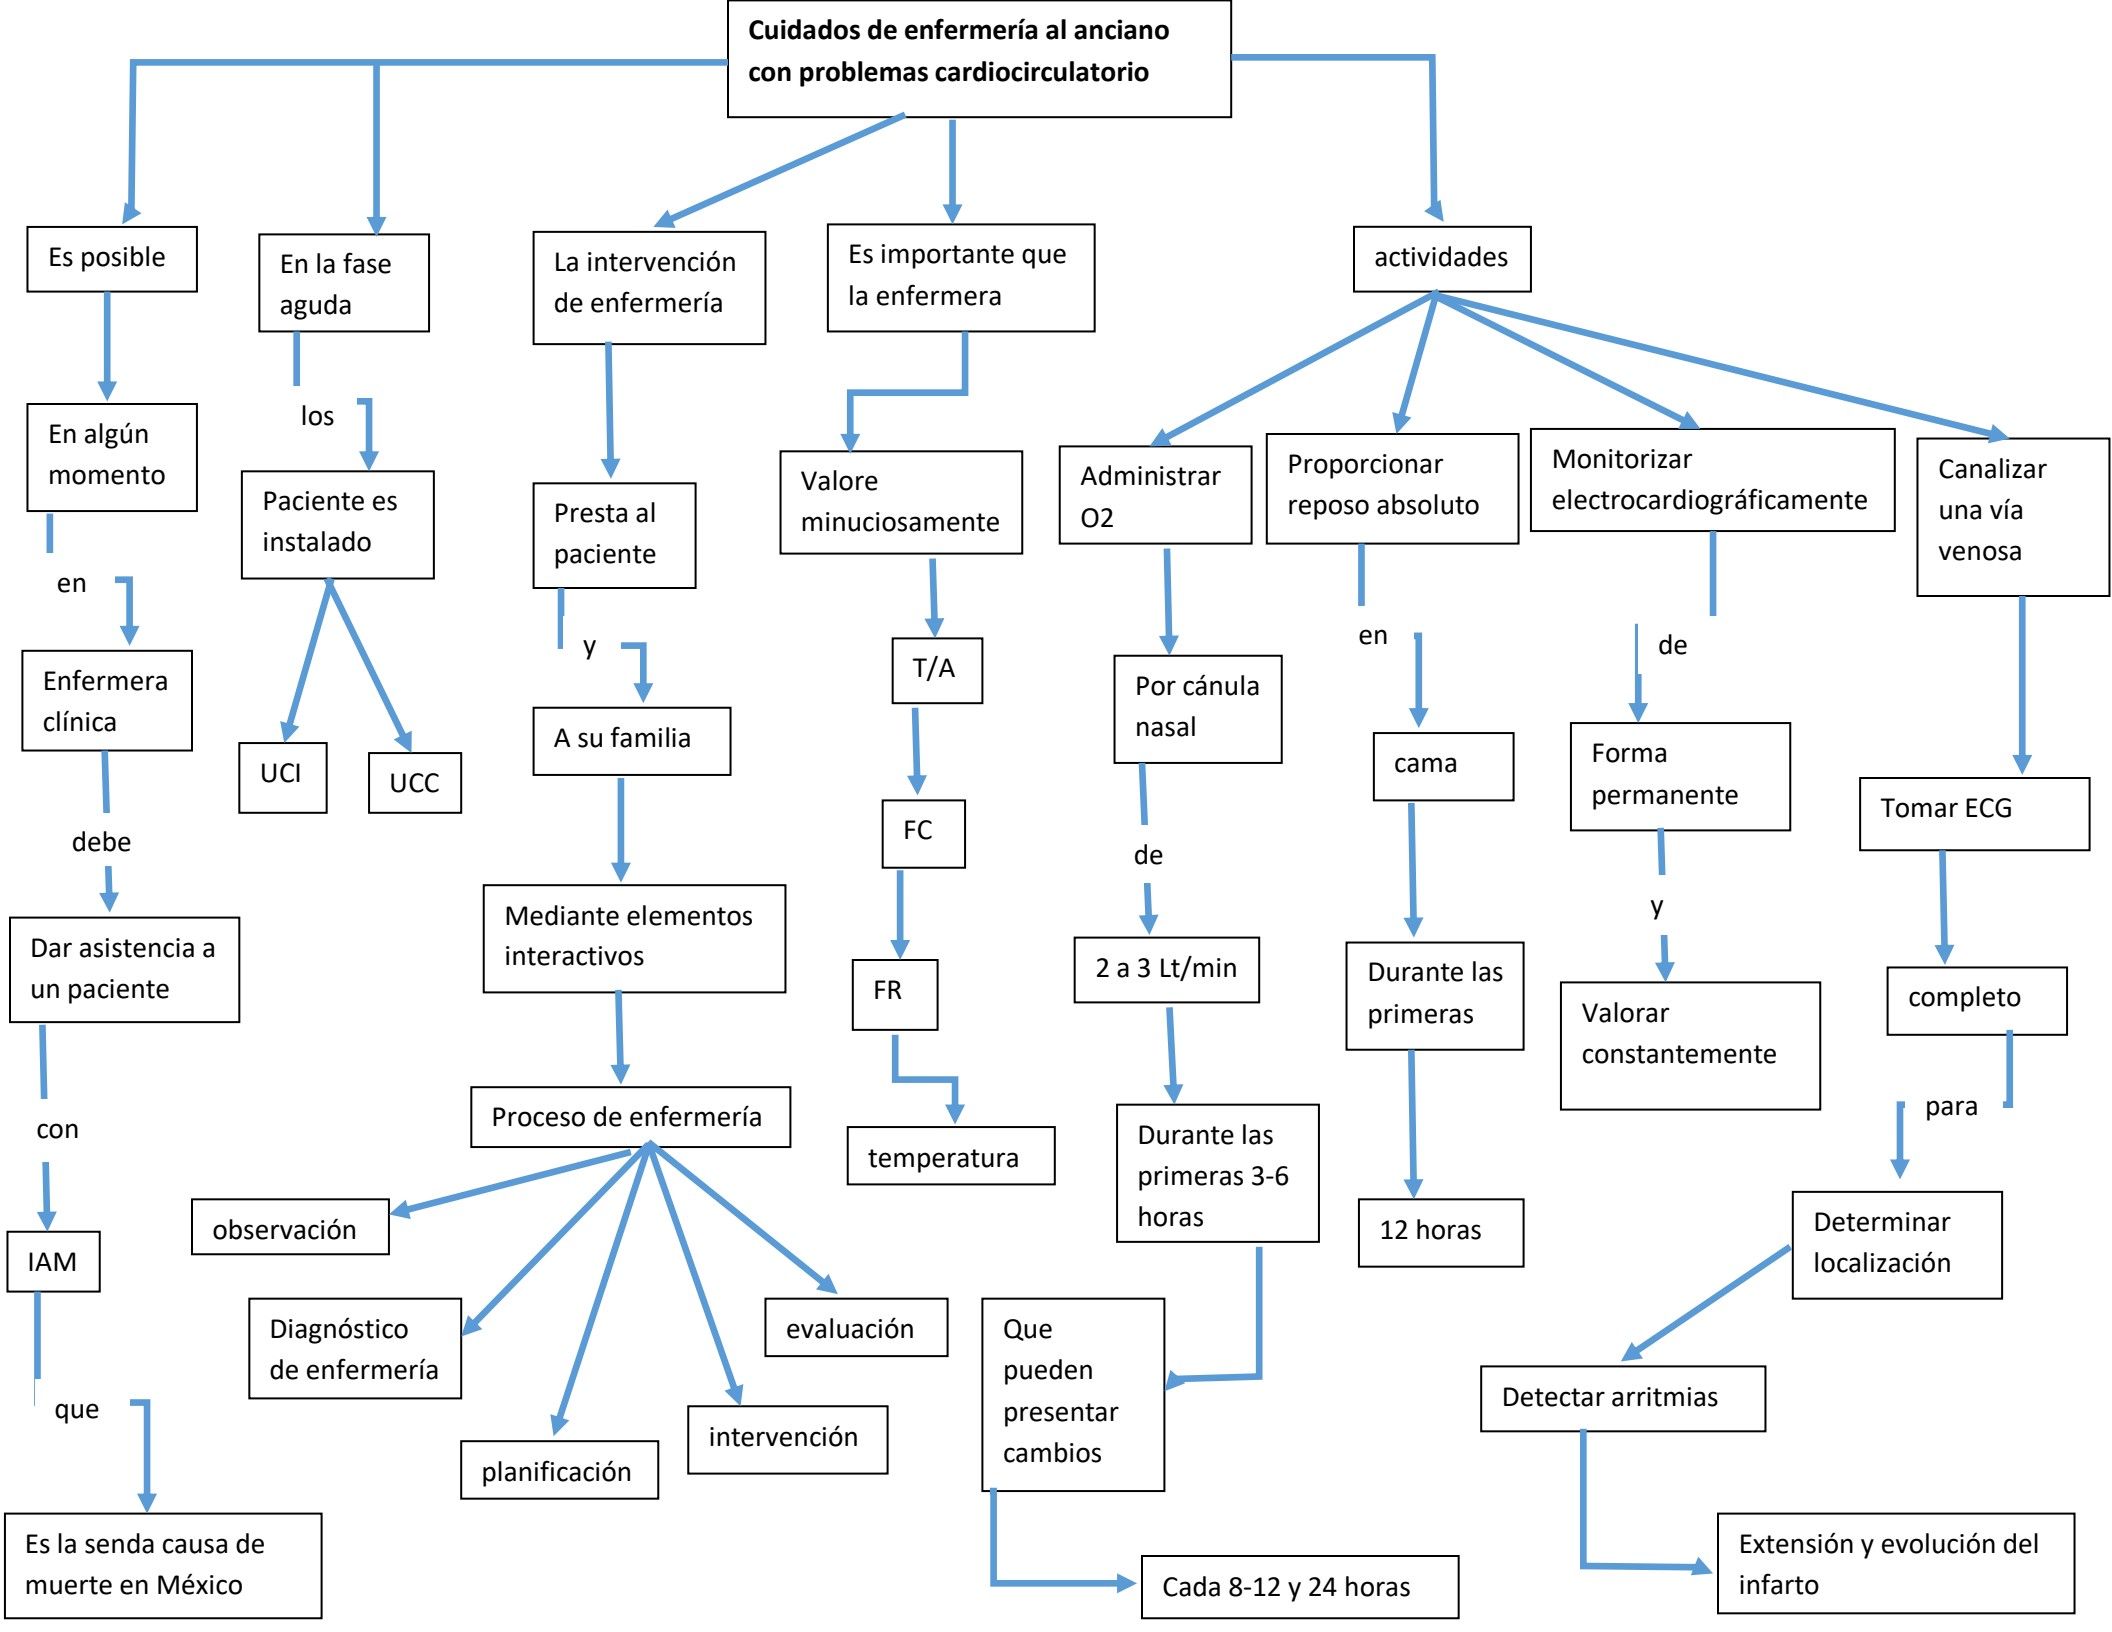 Cuidados de enfermería al anciano
con problemas cardiocirculatorio
Es posible
En algún
momento
en
Enfermera
clínica
debe
Dar asistencia a
un paciente
con
IAM
que
Es la senda causa de
muerte en México
En la fase
aguda
los
Paciente es
instalado
UCI
UCC
La intervención
de enfermería
Presta al
paciente
y
A su familia
Mediante elementos
interactivos
Proceso de enfermería
observación
Diagnóstico
de enfermería
planificación
intervención
evaluación
Es importante que
la enfermera
Valore
minuciosamente
T/A
FC
FR
temperatura
actividades
Administrar
O2
Por cánula
nasal
de
2 a 3 Lt/min
Durante las
primeras 3-6
horas
Que
pueden
presentar
cambios
Cada 8-12 y 24 horas
Proporcionar
reposo absoluto
en
cama
Durante las
primeras
12 horas
Monitorizar
electrocardiográficamente
de
Forma
permanente
y
Valorar
constantemente
Canalizar
una vía
venosa
Tomar ECG
completo
para
Determinar
localización
Detectar arritmias
Extensión y evolución del
infarto